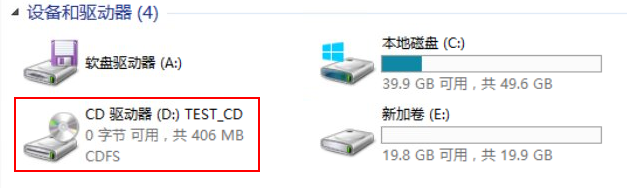 设备和驱动器 (4)
软盘驱动器 (A:)
本地磁盘 (C:)
39.9 GB 可用，共 49.6 GB
CD 驱动器 (D:) TEST_CD
0 字节 可用，共 406 MB
CDFS
新加卷 (E:)
19.8 GB 可用，共 19.9 GB